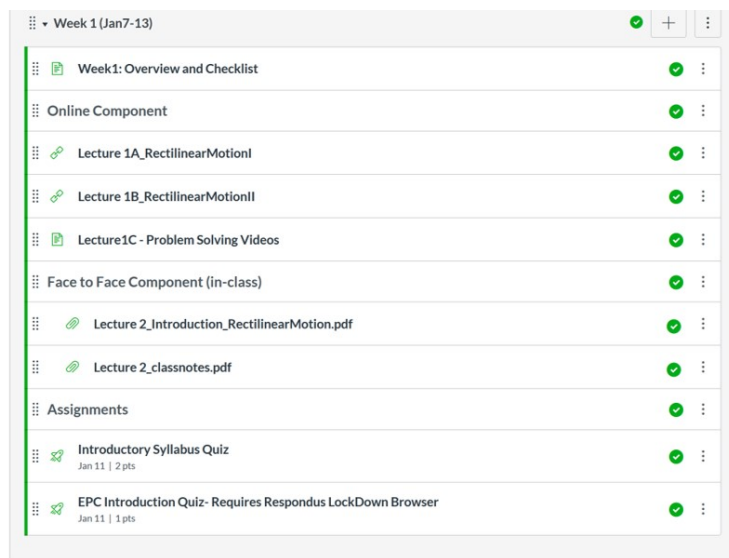 Week 1 (Jan7-13)
Week1: Overview and Checklist
Online Component
Lecture 1A_RectilinearMotionI
Lecture 1B_RectilinearMotionII
Lecture1C - Problem Solving Videos
Face to Face Component (in-class)
Lecture 2_Introduction_RectilinearMotion.pdf
Lecture 2_classnotes.pdf
Assignments
Introductory Syllabus Quiz
Jan 11 | 2 pts
EPC Introduction Quiz- Requires Respondus LockDown Browser
Jan 11 | 1 pts